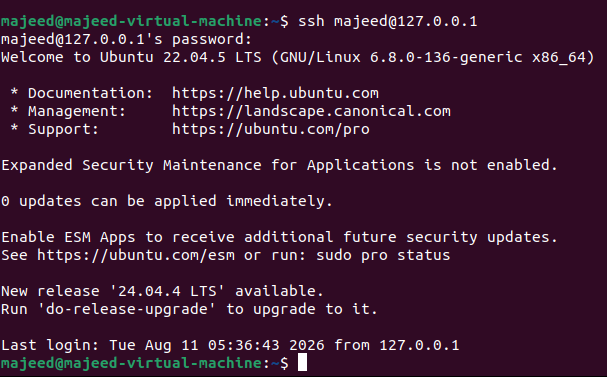 majeed@majeed-virtual-machine:~$ ssh majeed@127.0.0.1
majeed@127.0.0.1's password:
Welcome to Ubuntu 22.04.5 LTS (GNU/Linux 6.8.0-136-generic x86_64)
* Documentation:  https://help.ubuntu.com
* Management:     https://landscape.canonical.com
* Support:        https://ubuntu.com/pro
Expanded Security Maintenance for Applications is not enabled.
0 updates can be applied immediately.
Enable ESM Apps to receive additional future security updates.
See https://ubuntu.com/esm or run: sudo pro status
New release '24.04.4 LTS' available.
Run 'do-release-upgrade' to upgrade to it.
Last login: Tue Aug 11 05:36:43 2026 from 127.0.0.1
majeed@majeed-virtual-machine:~$